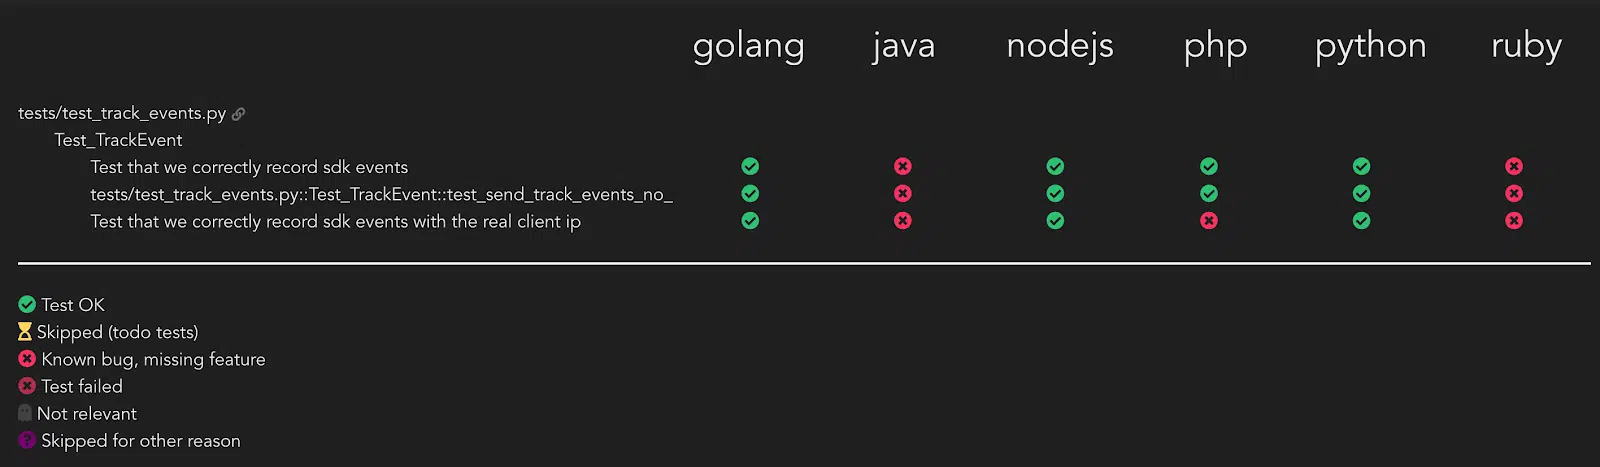 golang java nodejs php python ruby
tests/test_track_events.py
Test_TrackEvent
Test that we correctly record sdk events
tests/test_track_events.py::Test_TrackEvent::test_send_track_events_no_
Test that we correctly record sdk events with the real client ip
Test OK
Skipped (todo tests)
Known bug, missing feature
Test failed
Not relevant
? Skipped for other reason